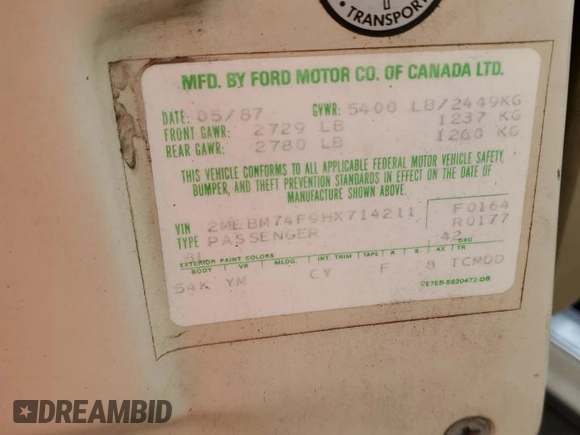 TRANSPORT
MFD. BY FORD MOTOR CO. OF CANADA LTD.
DATE: 05/87 GVWR: 5400 LB/2449KG
FRONT GAWR: 2729 LB 1237 KG
REAR GAWR: 2780 LB 1260 KG
THIS VEHICLE CONFORMS TO ALL APPLICABLE FEDERAL MOTOR VEHICLE SAFETY,
BUMPER, AND THEFT PREVENTION STANDARDS IN EFFECT ON THE DATE OF
MANUFACTURE SHOWN ABOVE.
VIN 2MEBM74F9HX714211 F0164
TYPE PASSENGER R0177
42
EXTERIOR PAINT COLORS DSO
BODY VR MLDG. INT. TRIM TAPE R S AX TR
54K YM CY F 8 TCMDD
E7EB-5820472-DB
DREAMBID